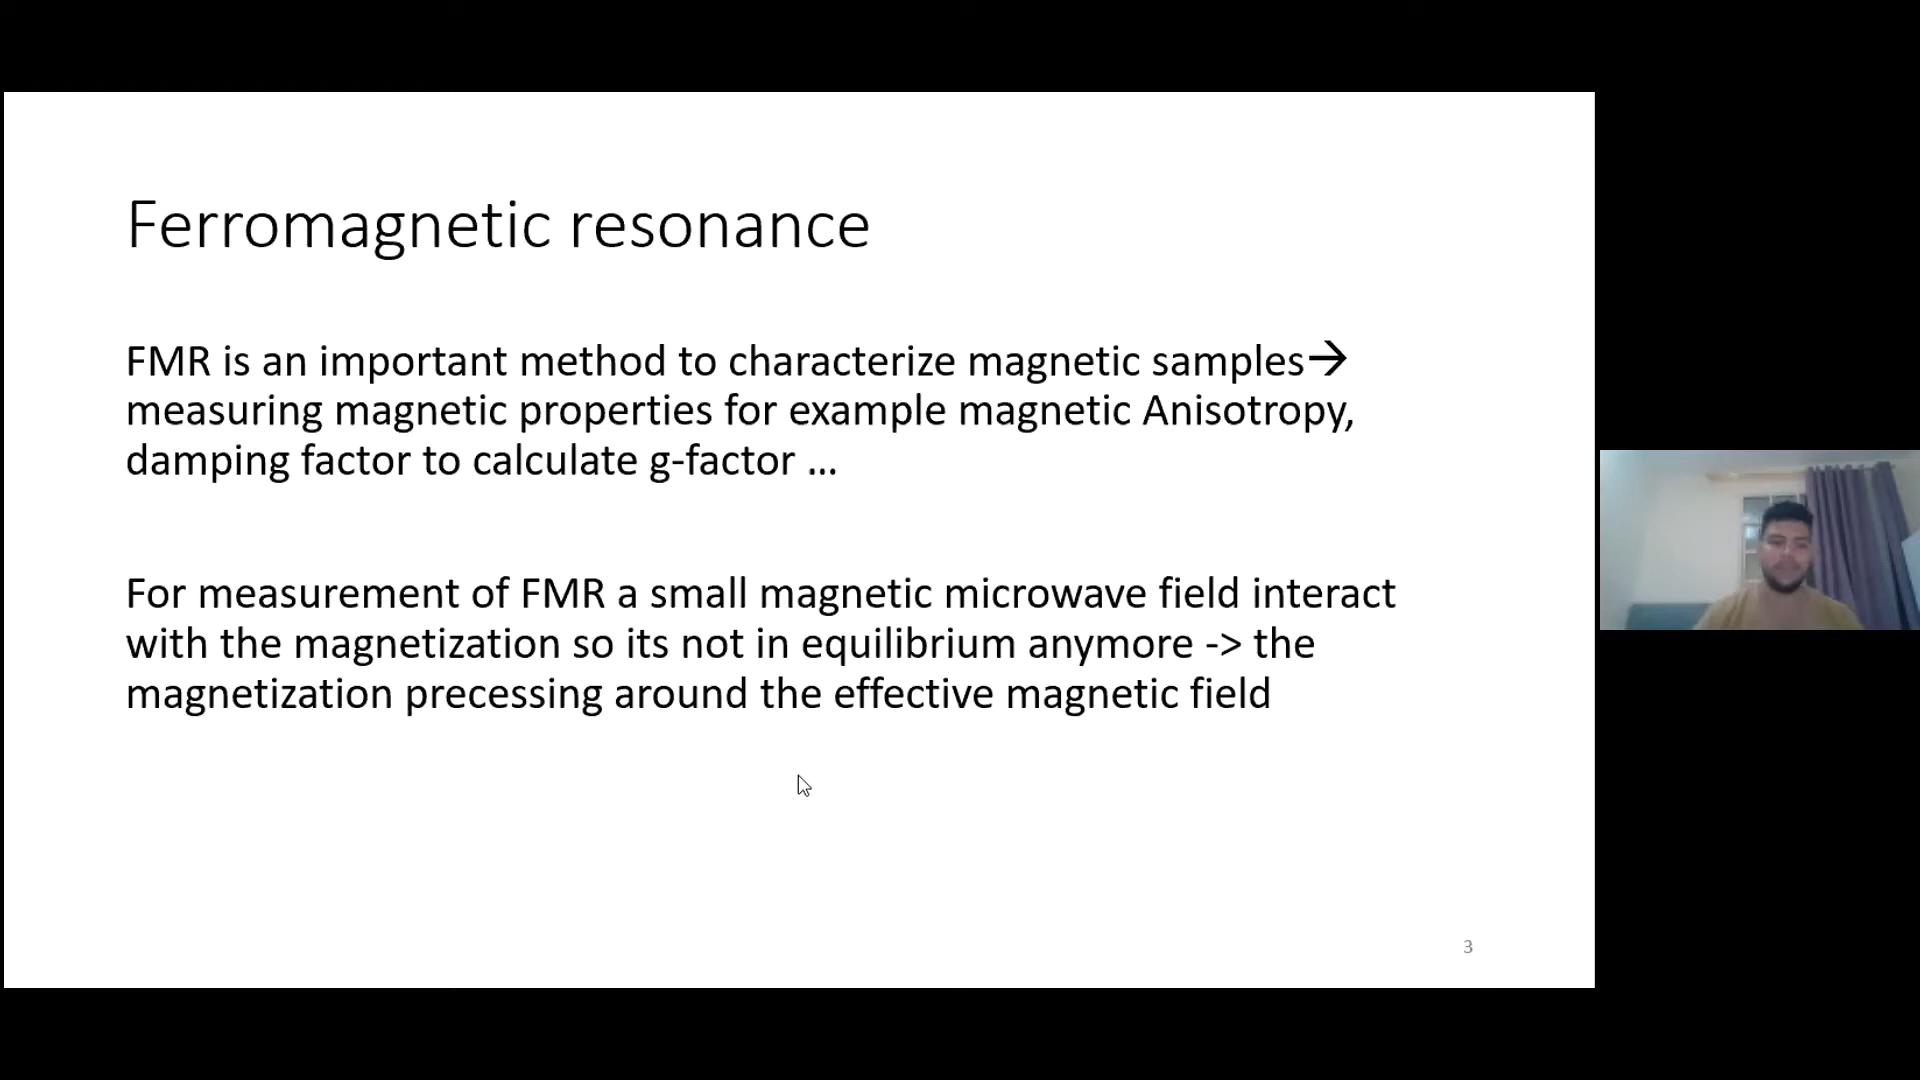 Ferromagnetic resonance
FMR is an important method to characterize magnetic samples→
measuring magnetic properties for example magnetic Anisotropy,
damping factor to calculate g-factor ...
For measurement of FMR a small magnetic microwave field interact
with the magnetization so its not in equilibrium anymore -> the
magnetization precessing around the effective magnetic field
3